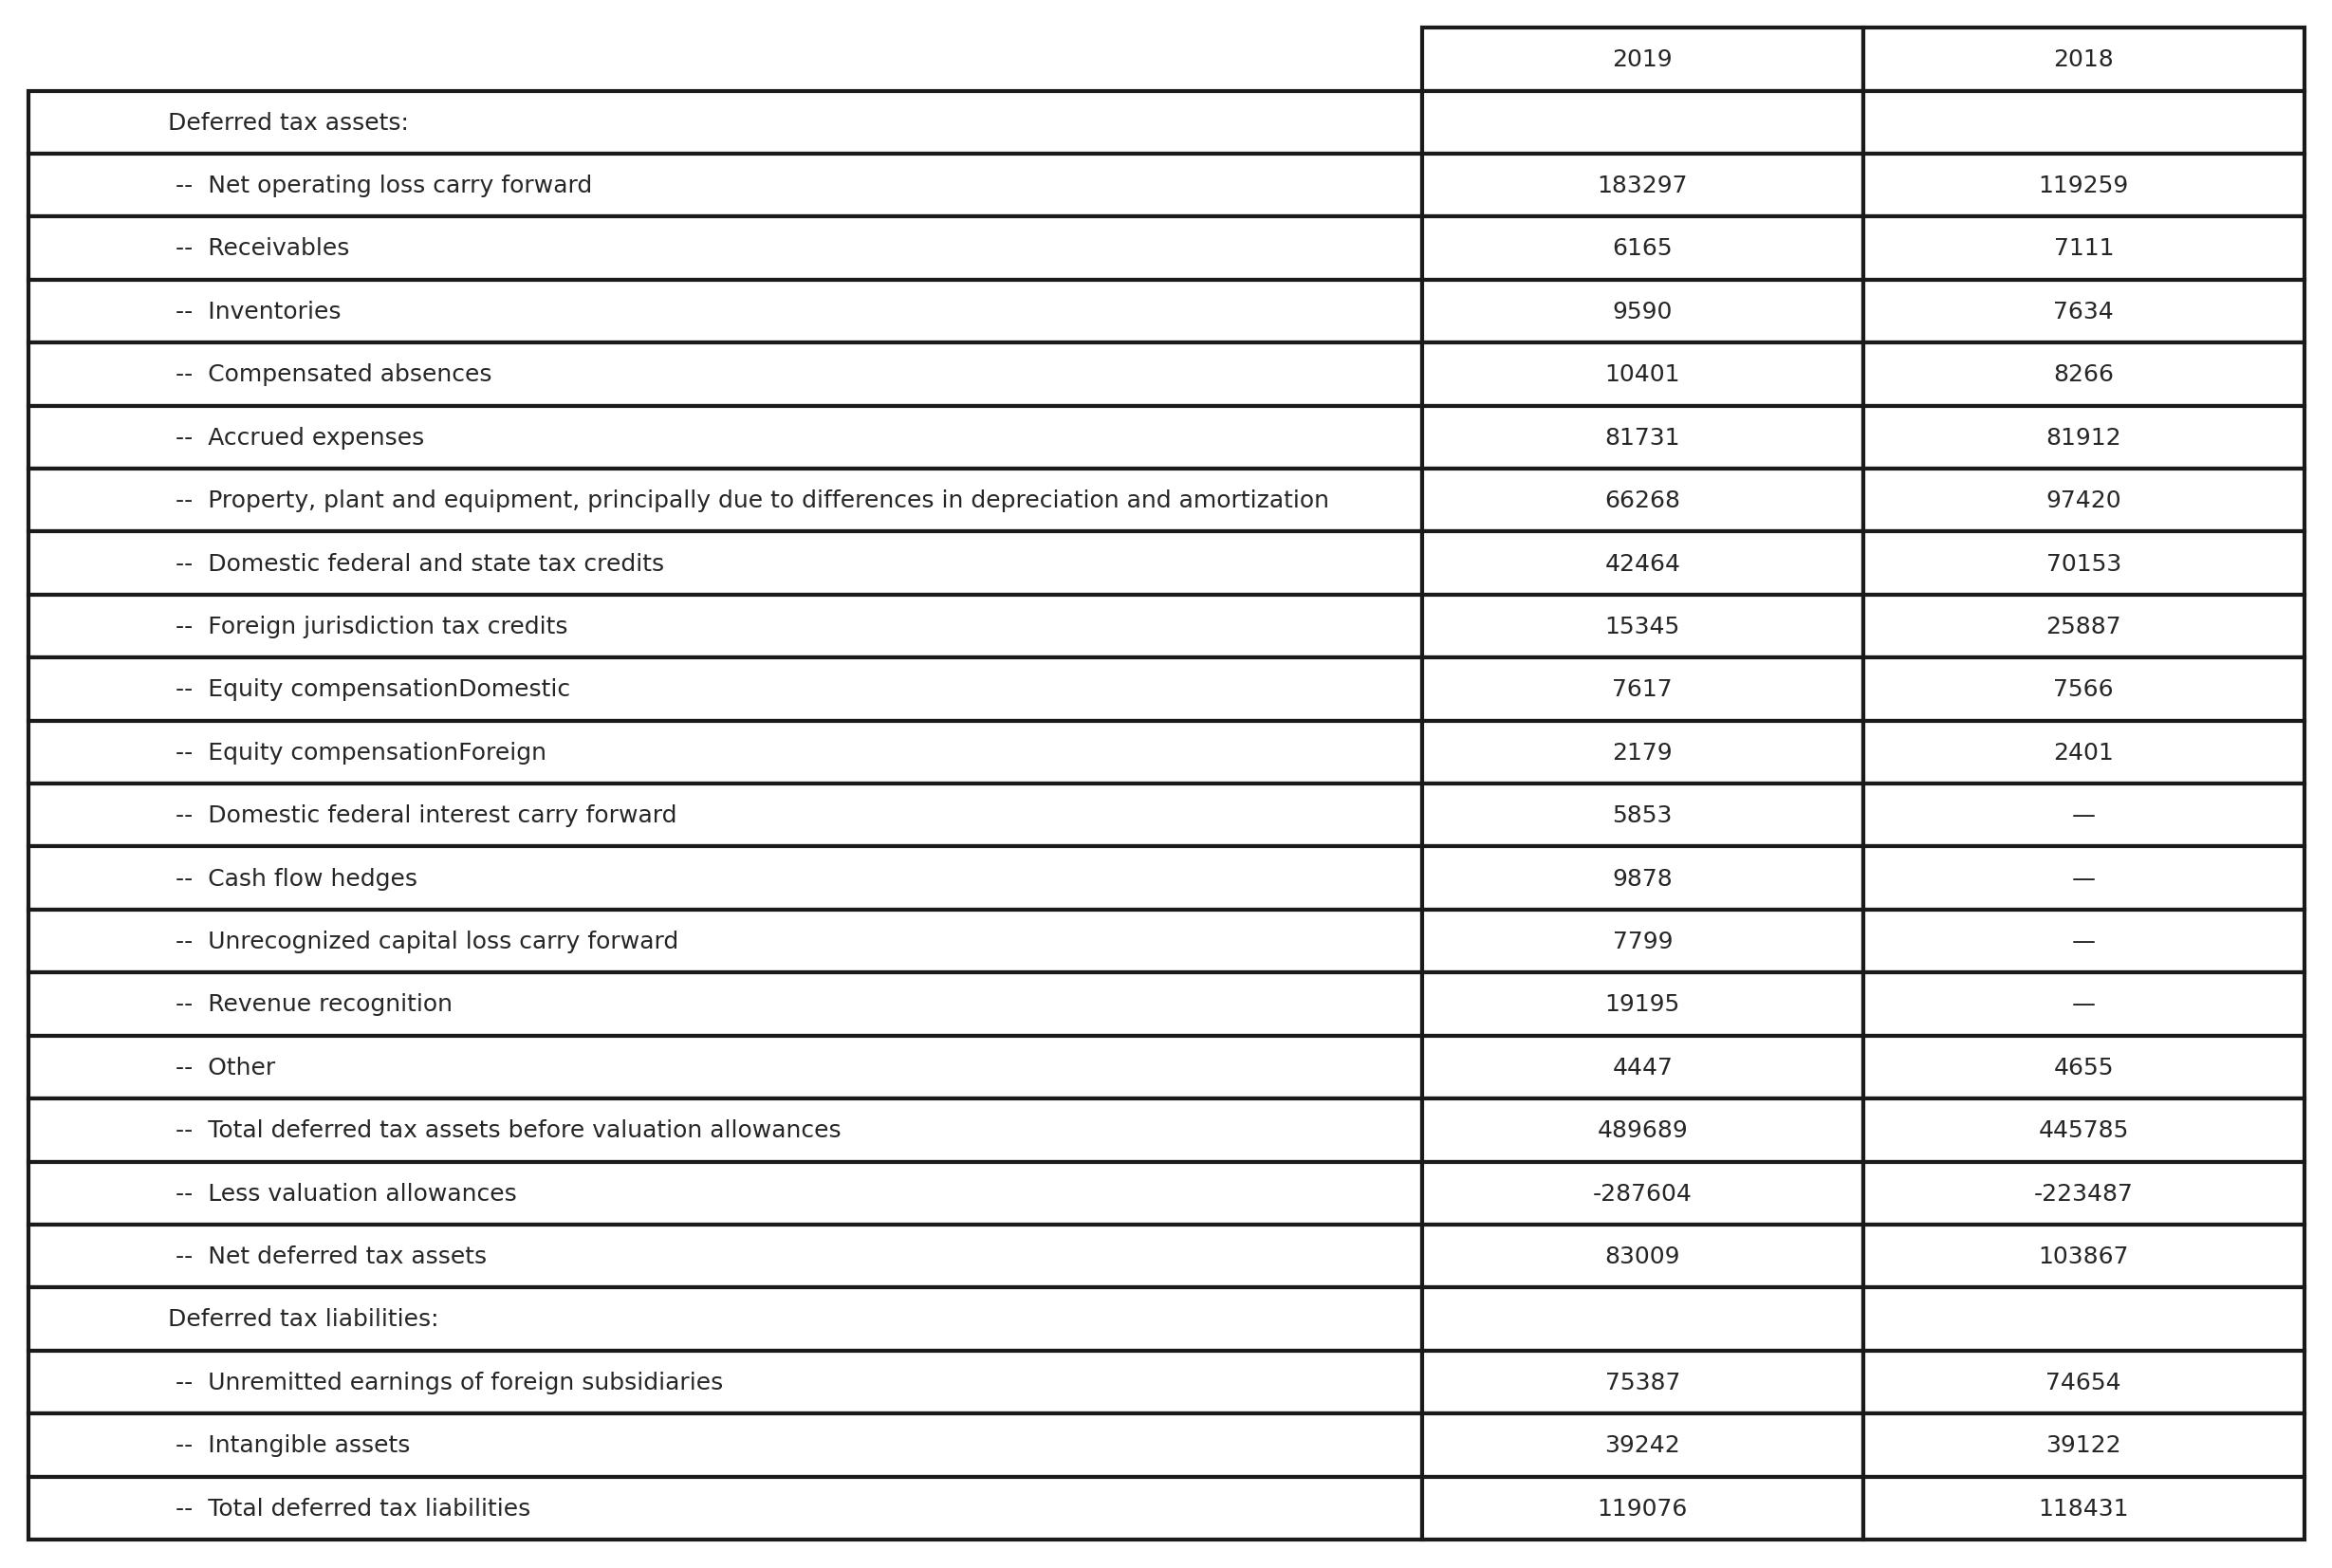 2019 2018
Deferred tax assets:
-- Net operating loss carry forward 183297 119259
-- Receivables 6165 7111
-- Inventories 9590 7634
-- Compensated absences 10401 8266
-- Accrued expenses 81731 81912
-- Property, plant and equipment, principally due to differences in depreciation and amortization 66268 97420
-- Domestic federal and state tax credits 42464 70153
-- Foreign jurisdiction tax credits 15345 25887
-- Equity compensationDomestic 7617 7566
-- Equity compensationForeign 2179 2401
-- Domestic federal interest carry forward 5853 —
-- Cash flow hedges 9878 —
-- Unrecognized capital loss carry forward 7799 —
-- Revenue recognition 19195 —
-- Other 4447 4655
-- Total deferred tax assets before valuation allowances 489689 445785
-- Less valuation allowances -287604 -223487
-- Net deferred tax assets 83009 103867
Deferred tax liabilities:
-- Unremitted earnings of foreign subsidiaries 75387 74654
-- Intangible assets 39242 39122
-- Total deferred tax liabilities 119076 118431